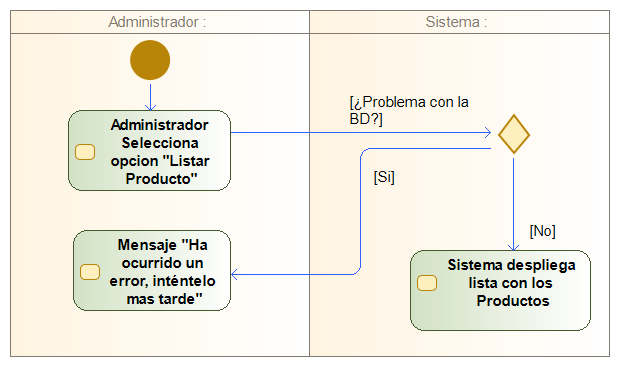 Administrador :
Sistema :
Administrador
Selecciona
opcion "Listar
Producto"
[¿Problema con la
BD?]
[Si]
[No]
Mensaje "Ha
ocurrido un
error, inténtelo
mas tarde"
Sistema despliega
lista con los
Productos